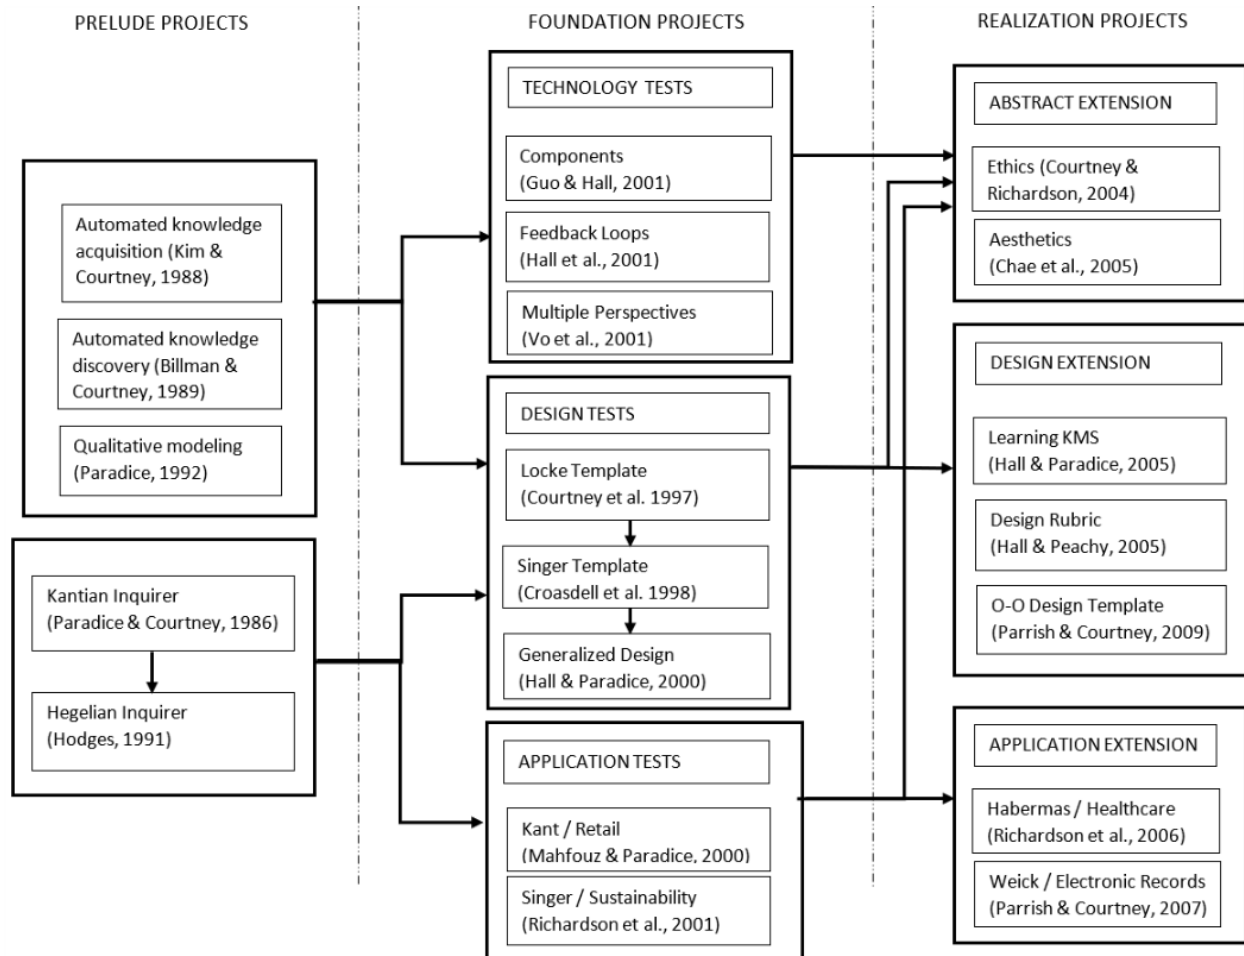 PRELUDE PROJECTS
FOUNDATION PROJECTS
REALIZATION PROJECTS
Automated knowledge
acquisition (Kim &
Courtney, 1988)
Automated knowledge
discovery (Billman &
Courtney, 1989)
Qualitative modeling
(Paradice, 1992)
Kantian Inquirer
(Paradice & Courtney, 1986)
Hegelian Inquirer
(Hodges, 1991)
TECHNOLOGY TESTS
Components
(Guo & Hall, 2001)
Feedback Loops
(Hall et al., 2001)
Multiple Perspectives
(Vo et al., 2001)
DESIGN TESTS
Locke Template
(Courtney et al. 1997)
Singer Template
(Croasdell et al. 1998)
Generalized Design
(Hall & Paradice, 2000)
APPLICATION TESTS
Kant / Retail
(Mahfouz & Paradice, 2000)
Singer / Sustainability
(Richardson et al., 2001)
ABSTRACT EXTENSION
Ethics (Courtney &
Richardson, 2004)
Aesthetics
(Chae et al., 2005)
DESIGN EXTENSION
Learning KMS
(Hall & Paradice, 2005)
Design Rubric
(Hall & Peachy, 2005)
O-O Design Template
(Parrish & Courtney, 2009)
APPLICATION EXTENSION
Habermas / Healthcare
(Richardson et al., 2006)
Weick / Electronic Records
(Parrish & Courtney, 2007)